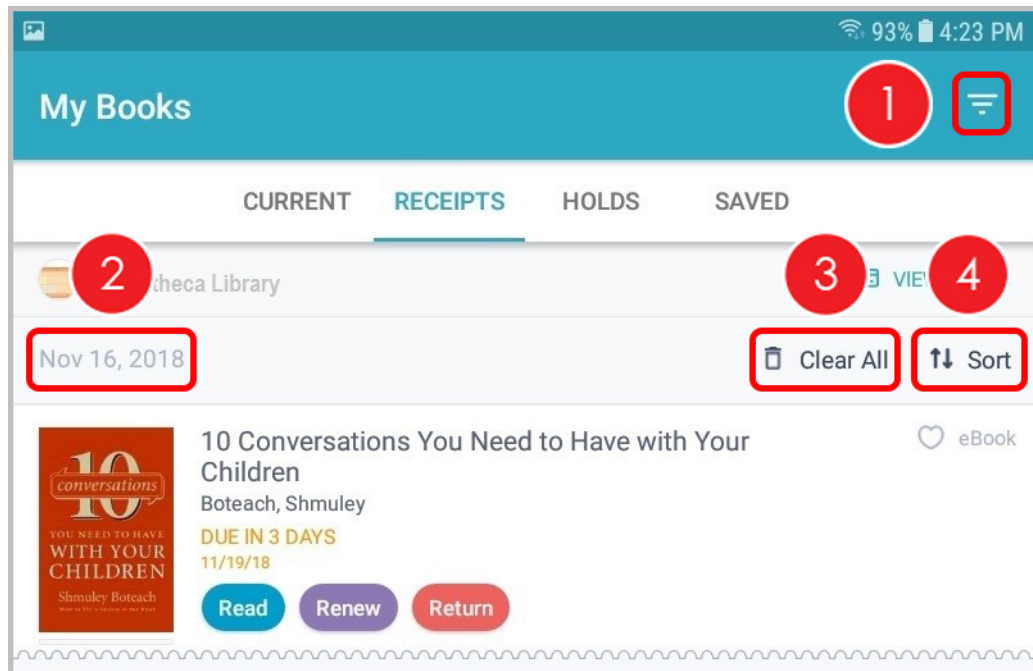 93% 4:23 PM
My Books
1
CURRENT RECEIPTS HOLDS SAVED
2 theca Library 3 VIE 4
Nov 16, 2018 Clear All Sort
10 Conversations You Need to Have with Your
Children
eBook
Boteach, Shmuley
DUE IN 3 DAYS
11/19/18
Read Renew Return
10
conversations
YOU NEED TO HAVE
WITH YOUR
CHILDREN
Shmuley Boteach